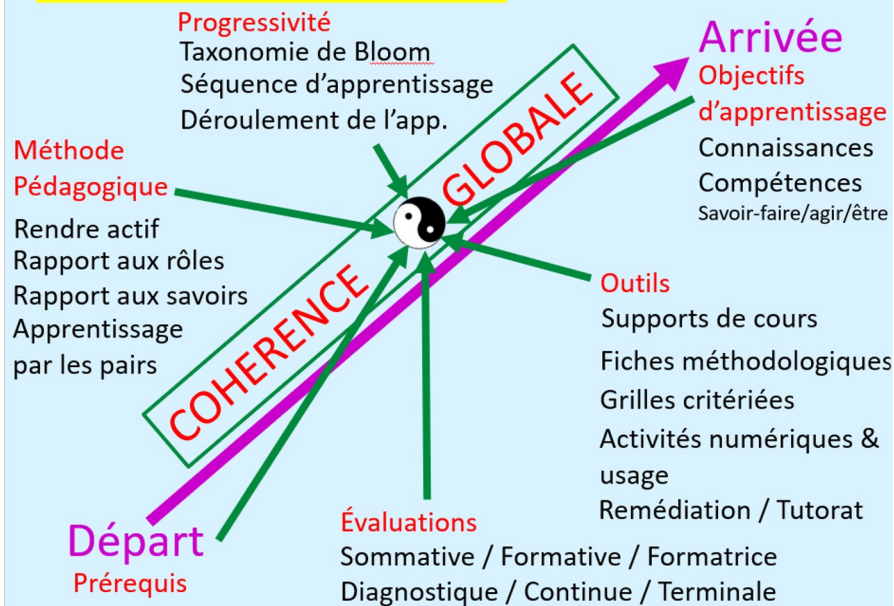 Progressivité
Taxonomie de Bloom
Séquence d'apprentissage
Déroulement de l'app.
Arrivée
Objectifs
d'apprentissage
Connaissances
Compétences
Savoir-faire/agir/être
Méthode
Pédagogique
Rendre actif
Rapport aux rôles
Rapport aux savoirs
Apprentissage
par les pairs
COHERENCE GLOBALE
Outils
Supports de cours
Fiches méthodologiques
Grilles critériées
Activités numériques &
usage
Remédiation / Tutorat
Départ
Prérequis
Évaluations
Sommative / Formative / Formatrice
Diagnostique / Continue / Terminale